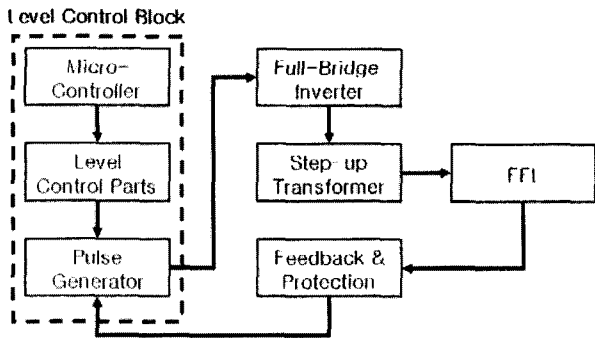 Level Control Block
Micro-
Controller
Level
Control Parts
Pulse
Generator
Full-Bridge
Inverter
Step-up
Transformer
FFL
Feedback &
Protection